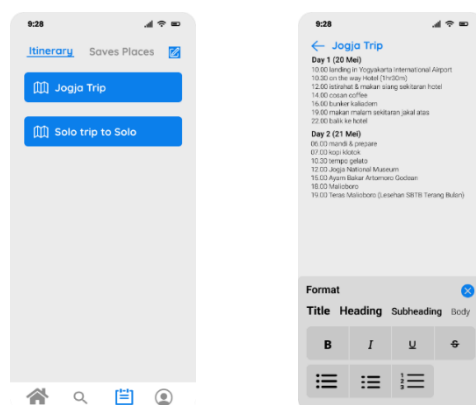 9:28
Itinerary Saves Places
Jogja Trip
Solo trip to Solo
9:28
Jogja Trip
Day 1 (20 Mei)
10.00 landing in Yogyakarta International Airport
10.30 on the way Hotel (1hr30m)
12.00 istirahat & makan siang sekitaran hotel
14.00 cosan coffee
16.00 bunker kaliadem
19.00 makan malam sekitaran jakal atas
22.00 balik ke hotel
Day 2 (21 Mei)
06.00 mandi & prepare
07.00 kopi klotok
10.30 tempo gelato
12.00 Jogja National Museum
15.00 Ayam Bakar Artomoro Godean
18.00 Malioboro
19.00 Teras Malioboro (Lesehan SBTB Terang Bulan)
Format
Title Heading Subheading Body
B I U S
1
2
3